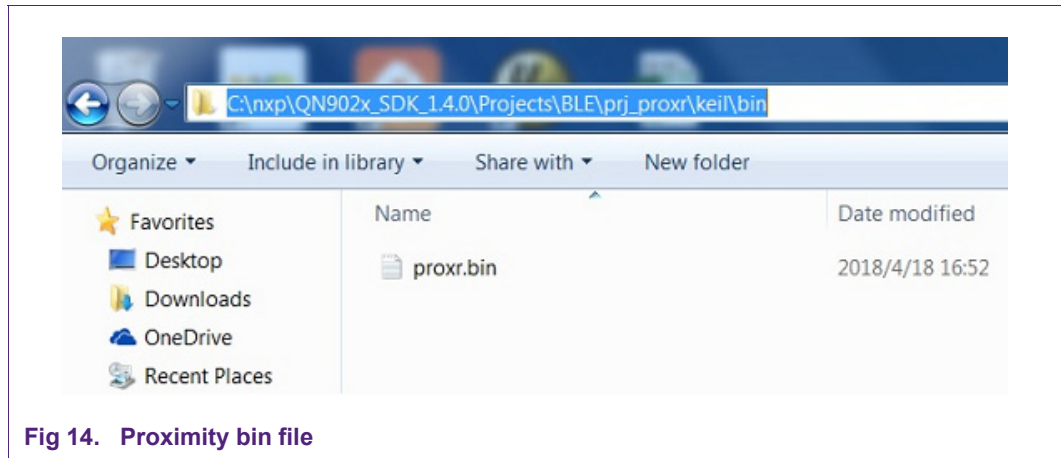 C:\nxp\QN902x_SDK_1.4.0\Projects\BLE\prj_proxr\keil\bin
Organize Include in library Share with New folder
Favorites
Desktop
Downloads
OneDrive
Recent Places
Name Date modified
proxr.bin 2018/4/18 16:52
Fig 14. Proximity bin file